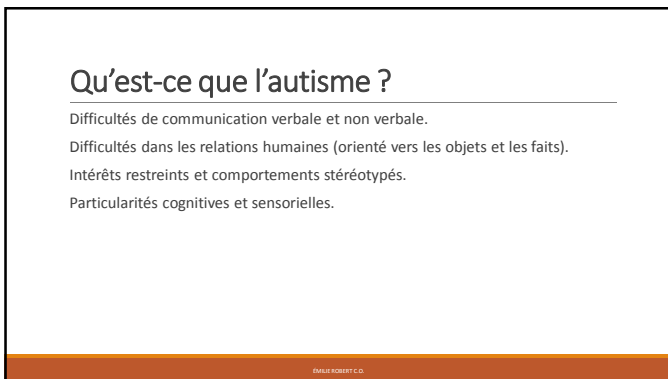 Qu'est-ce que l'autisme ?
Difficultés de communication verbale et non verbale.
Difficultés dans les relations humaines (orienté vers les objets et les faits).
Intérêts restreints et comportements stéréotypés.
Particularités cognitives et sensorielles.
ÉMILIE ROBERT C.O.